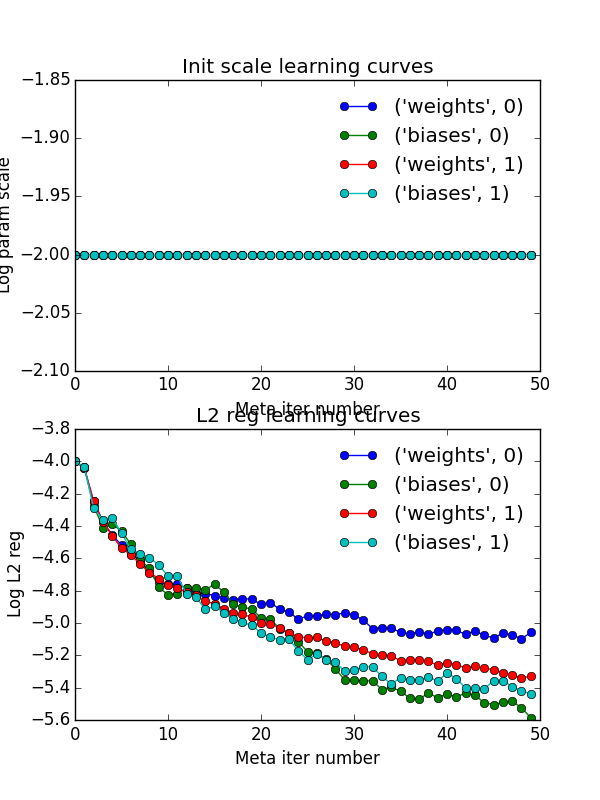 Init scale learning curves
−1.85
−1.90
−1.95
−2.00
−2.05
−2.10
Log param scale
('weights', 0)
('biases', 0)
('weights', 1)
('biases', 1)
0 10 20 30 40 50
Meta iter number
L2 reg learning curves
−3.8
−4.0
−4.2
−4.4
−4.6
−4.8
−5.0
−5.2
−5.4
−5.6
Log L2 reg
('weights', 0)
('biases', 0)
('weights', 1)
('biases', 1)
0 10 20 30 40 50
Meta iter number